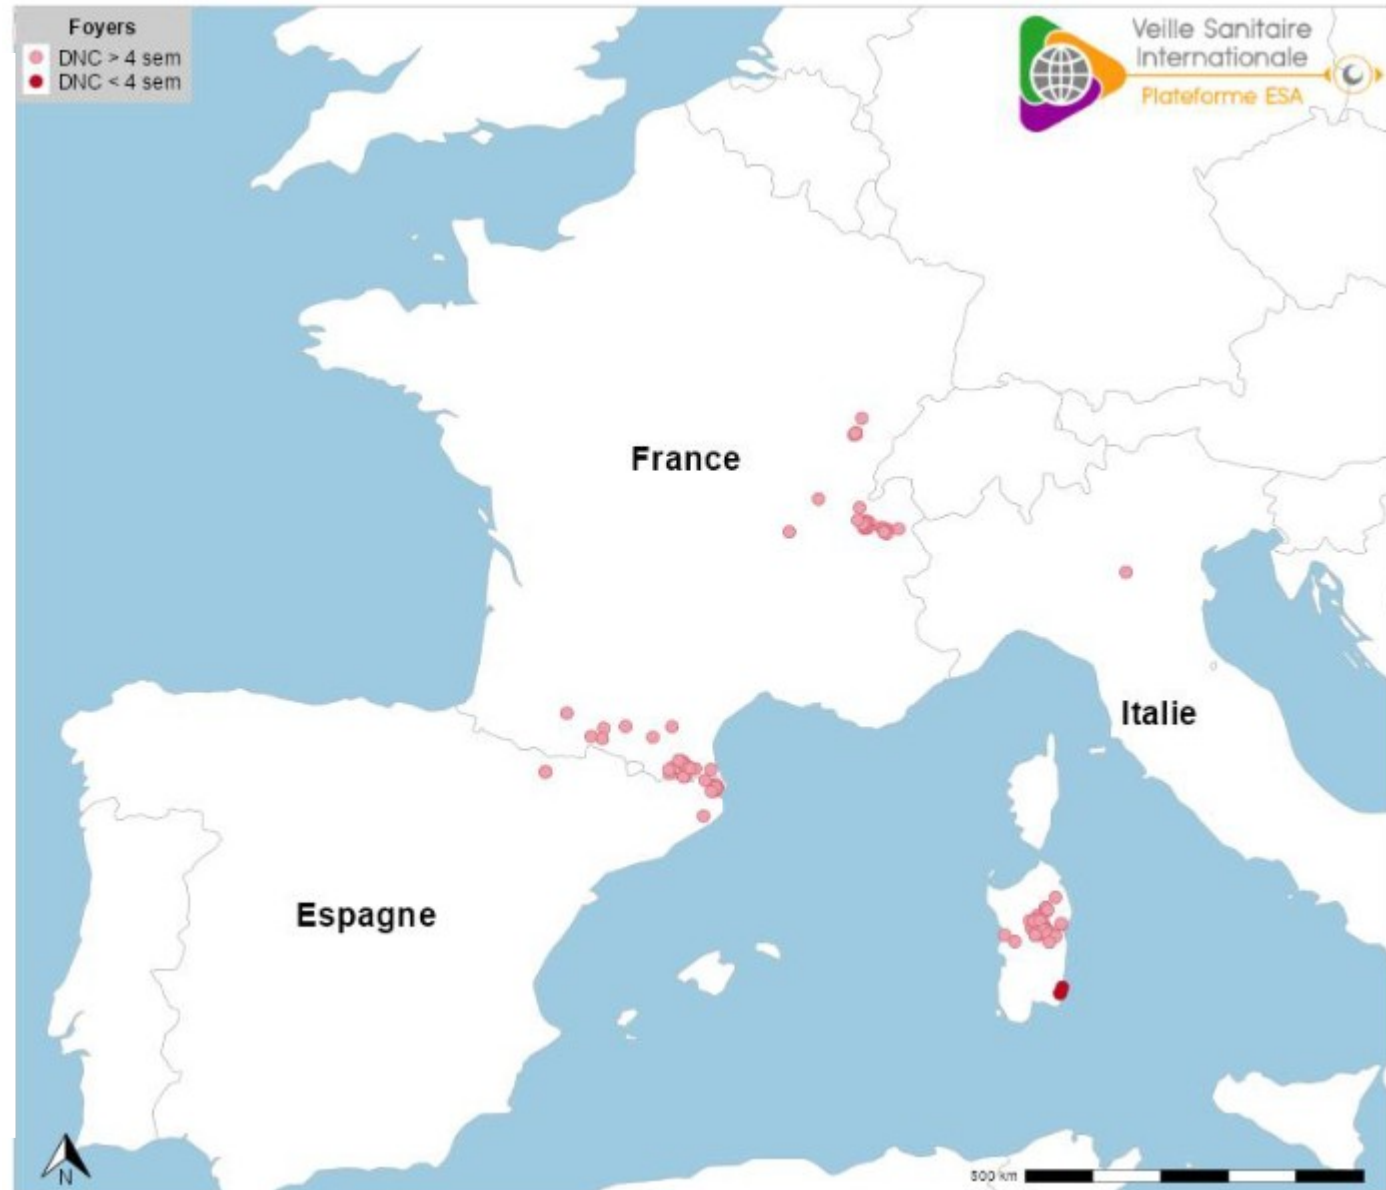 Foyers
DNC > 4 sem
DNC < 4 sem
Veille Sanitaire
Internationale
Plateforme ESA
France
Italie
Espagne
N
500 km